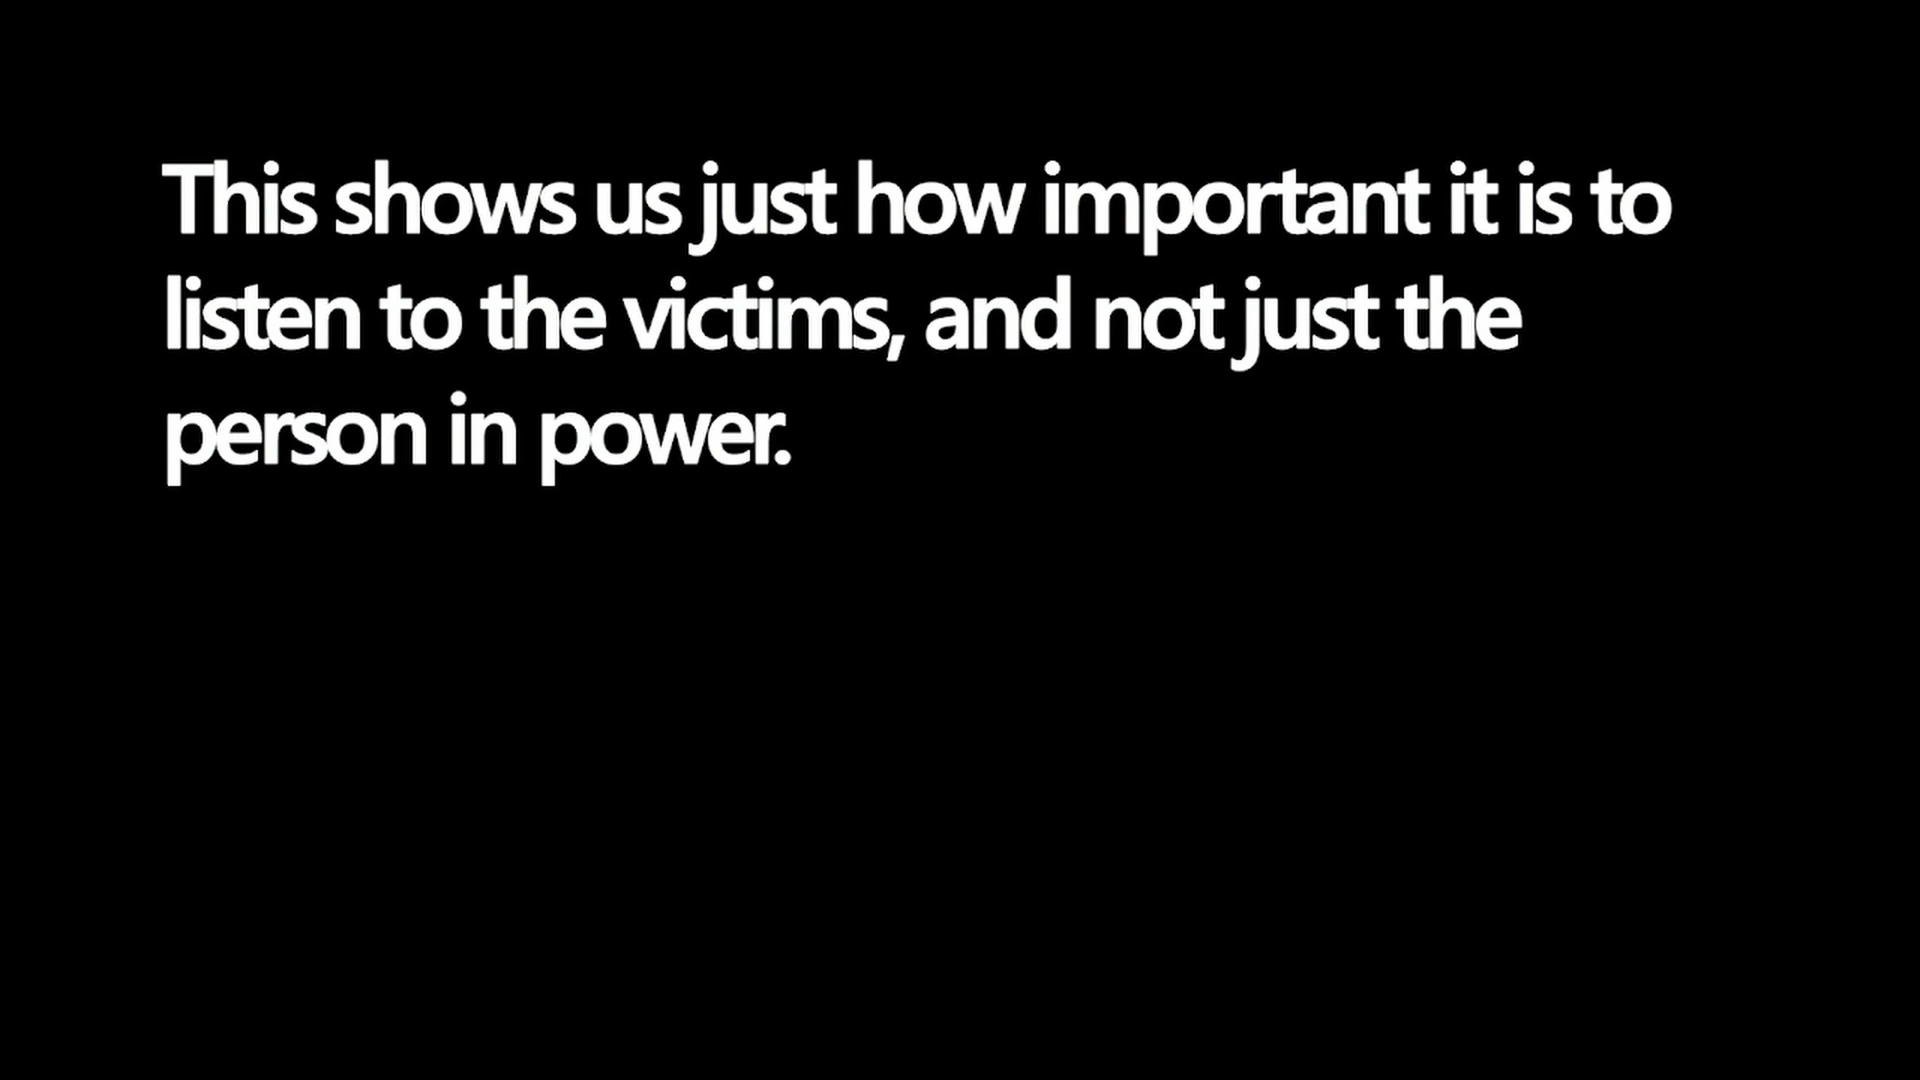 This shows us just how important it is to
listen to the victims, and not just the
person in power.